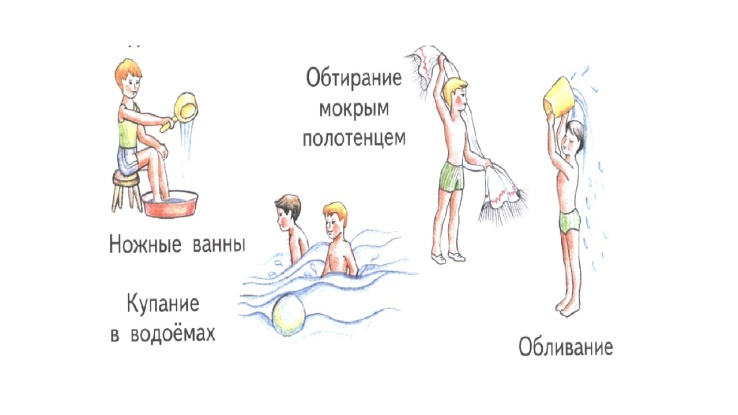 Обтирание
мокрым
полотенцем
Ножные ванны
Купание
в водоёмах
Обливание